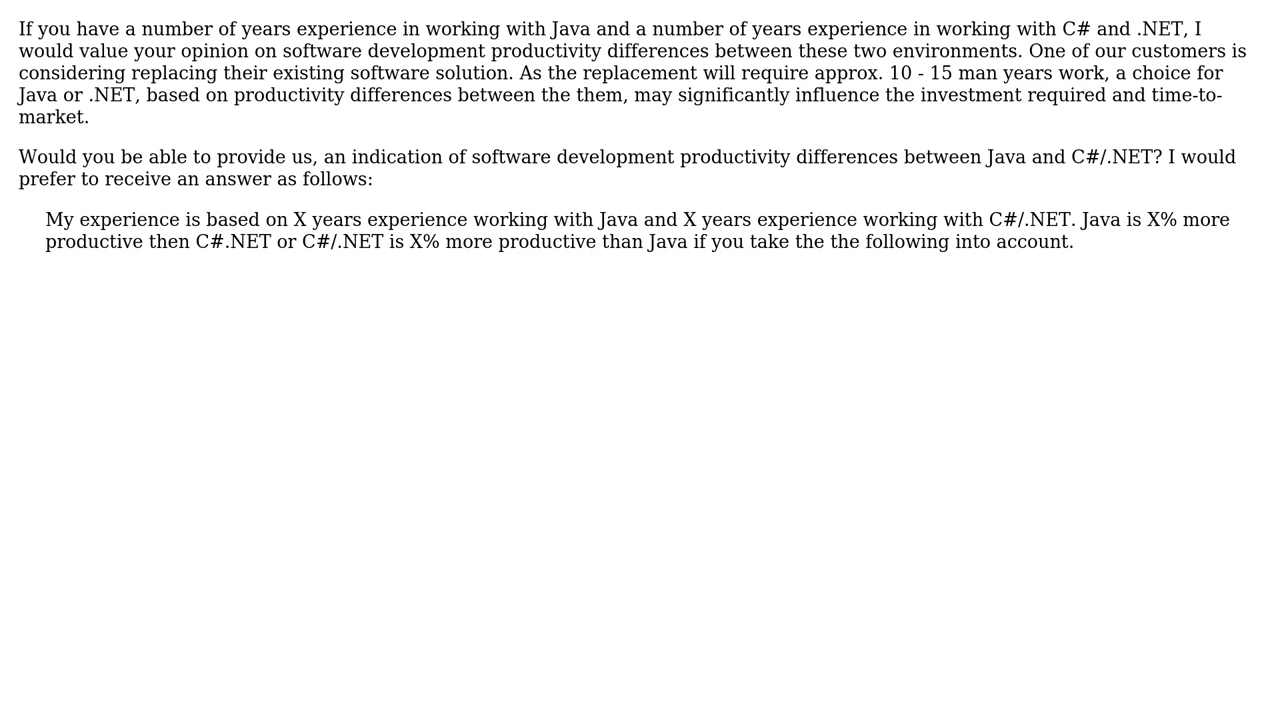 If you have a number of years experience in working with Java and a number of years experience in working with C# and .NET, I
would value your opinion on software development productivity differences between these two environments. One of our customers is
considering replacing their existing software solution. As the replacement will require approx. 10 - 15 man years work, a choice for
Java or .NET, based on productivity differences between the them, may significantly influence the investment required and time-to-
market.
Would you be able to provide us, an indication of software development productivity differences between Java and C#/.NET? I would
prefer to receive an answer as follows:
My experience is based on X years experience working with Java and X years experience working with C#/.NET. Java is X% more
productive then C#.NET or C#/.NET is X% more productive than Java if you take the the following into account.